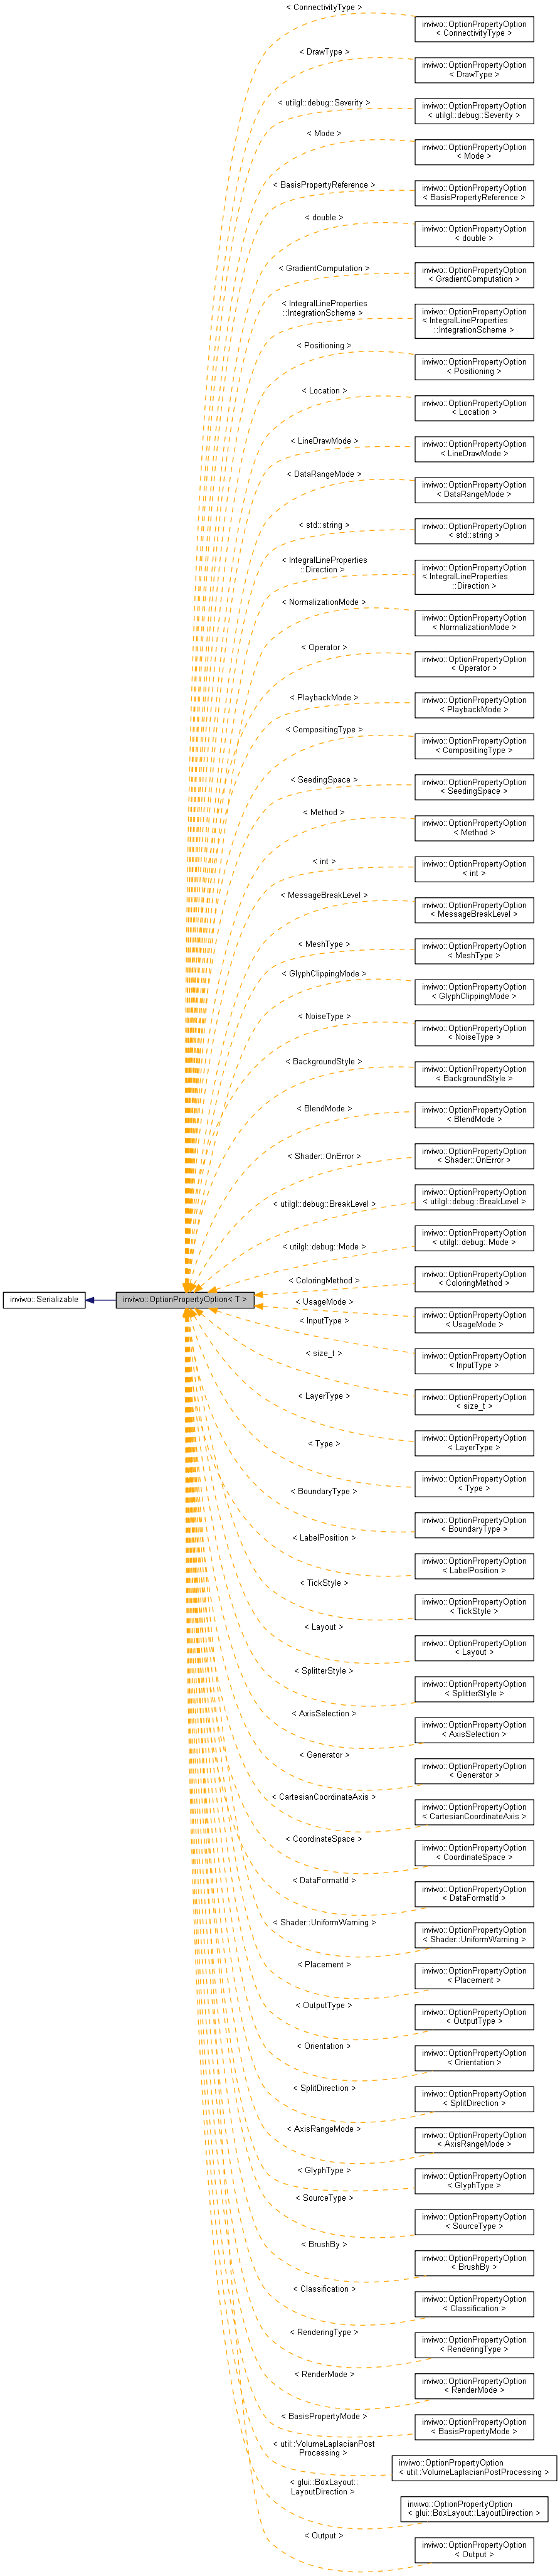 < ConnectivityType >
inviwo::OptionPropertyOption
< ConnectivityType >
< DrawType >
inviwo::OptionPropertyOption
< DrawType >
< utilgl::debug::Severity >
inviwo::OptionPropertyOption
< utilgl::debug::Severity >
< Mode >
inviwo::OptionPropertyOption
< Mode >
< BasisPropertyReference >
inviwo::OptionPropertyOption
< BasisPropertyReference >
< double >
inviwo::OptionPropertyOption
< double >
< GradientComputation >
inviwo::OptionPropertyOption
< GradientComputation >
< IntegralLineProperties
::IntegrationScheme >
inviwo::OptionPropertyOption
< IntegralLineProperties
::IntegrationScheme >
< Positioning >
inviwo::OptionPropertyOption
< Positioning >
< Location >
inviwo::OptionPropertyOption
< Location >
< LineDrawMode >
inviwo::OptionPropertyOption
< LineDrawMode >
< DataRangeMode >
inviwo::OptionPropertyOption
< DataRangeMode >
< std::string >
inviwo::OptionPropertyOption
< std::string >
< IntegralLineProperties
::Direction >
inviwo::OptionPropertyOption
< IntegralLineProperties
::Direction >
< NormalizationMode >
inviwo::OptionPropertyOption
< NormalizationMode >
< Operator >
inviwo::OptionPropertyOption
< Operator >
< PlaybackMode >
inviwo::OptionPropertyOption
< PlaybackMode >
< CompositingType >
inviwo::OptionPropertyOption
< CompositingType >
< SeedingSpace >
inviwo::OptionPropertyOption
< SeedingSpace >
< Method >
inviwo::OptionPropertyOption
< Method >
< int >
inviwo::OptionPropertyOption
< int >
< MessageBreakLevel >
inviwo::OptionPropertyOption
< MessageBreakLevel >
< MeshType >
inviwo::OptionPropertyOption
< MeshType >
< GlyphClippingMode >
inviwo::OptionPropertyOption
< GlyphClippingMode >
< NoiseType >
inviwo::OptionPropertyOption
< NoiseType >
< BackgroundStyle >
inviwo::OptionPropertyOption
< BackgroundStyle >
< BlendMode >
inviwo::OptionPropertyOption
< BlendMode >
< Shader::OnError >
inviwo::OptionPropertyOption
< Shader::OnError >
< utilgl::debug::BreakLevel >
inviwo::OptionPropertyOption
< utilgl::debug::BreakLevel >
< utilgl::debug::Mode >
inviwo::OptionPropertyOption
< utilgl::debug::Mode >
inviwo::Serializable
inviwo::OptionPropertyOption< T >
< ColoringMethod >
inviwo::OptionPropertyOption
< ColoringMethod >
< UsageMode >
inviwo::OptionPropertyOption
< UsageMode >
< InputType >
inviwo::OptionPropertyOption
< InputType >
< size_t >
inviwo::OptionPropertyOption
< size_t >
< LayerType >
inviwo::OptionPropertyOption
< LayerType >
< Type >
inviwo::OptionPropertyOption
< Type >
< BoundaryType >
inviwo::OptionPropertyOption
< BoundaryType >
< LabelPosition >
inviwo::OptionPropertyOption
< LabelPosition >
< TickStyle >
inviwo::OptionPropertyOption
< TickStyle >
< Layout >
inviwo::OptionPropertyOption
< Layout >
< SplitterStyle >
inviwo::OptionPropertyOption
< SplitterStyle >
< AxisSelection >
inviwo::OptionPropertyOption
< AxisSelection >
< Generator >
inviwo::OptionPropertyOption
< Generator >
< CartesianCoordinateAxis >
inviwo::OptionPropertyOption
< CartesianCoordinateAxis >
< CoordinateSpace >
inviwo::OptionPropertyOption
< CoordinateSpace >
< DataFormatId >
inviwo::OptionPropertyOption
< DataFormatId >
< Shader::UniformWarning >
inviwo::OptionPropertyOption
< Shader::UniformWarning >
< Placement >
inviwo::OptionPropertyOption
< Placement >
< OutputType >
inviwo::OptionPropertyOption
< OutputType >
< Orientation >
inviwo::OptionPropertyOption
< Orientation >
< SplitDirection >
inviwo::OptionPropertyOption
< SplitDirection >
< AxisRangeMode >
inviwo::OptionPropertyOption
< AxisRangeMode >
< GlyphType >
inviwo::OptionPropertyOption
< GlyphType >
< SourceType >
inviwo::OptionPropertyOption
< SourceType >
< BrushBy >
inviwo::OptionPropertyOption
< BrushBy >
< Classification >
inviwo::OptionPropertyOption
< Classification >
< RenderingType >
inviwo::OptionPropertyOption
< RenderingType >
< RenderMode >
inviwo::OptionPropertyOption
< RenderMode >
< BasisPropertyMode >
inviwo::OptionPropertyOption
< BasisPropertyMode >
< util::VolumeLaplacianPost
Processing >
inviwo::OptionPropertyOption
< util::VolumeLaplacianPostProcessing >
< glui::BoxLayout::
LayoutDirection >
inviwo::OptionPropertyOption
< glui::BoxLayout::LayoutDirection >
< Output >
inviwo::OptionPropertyOption
< Output >